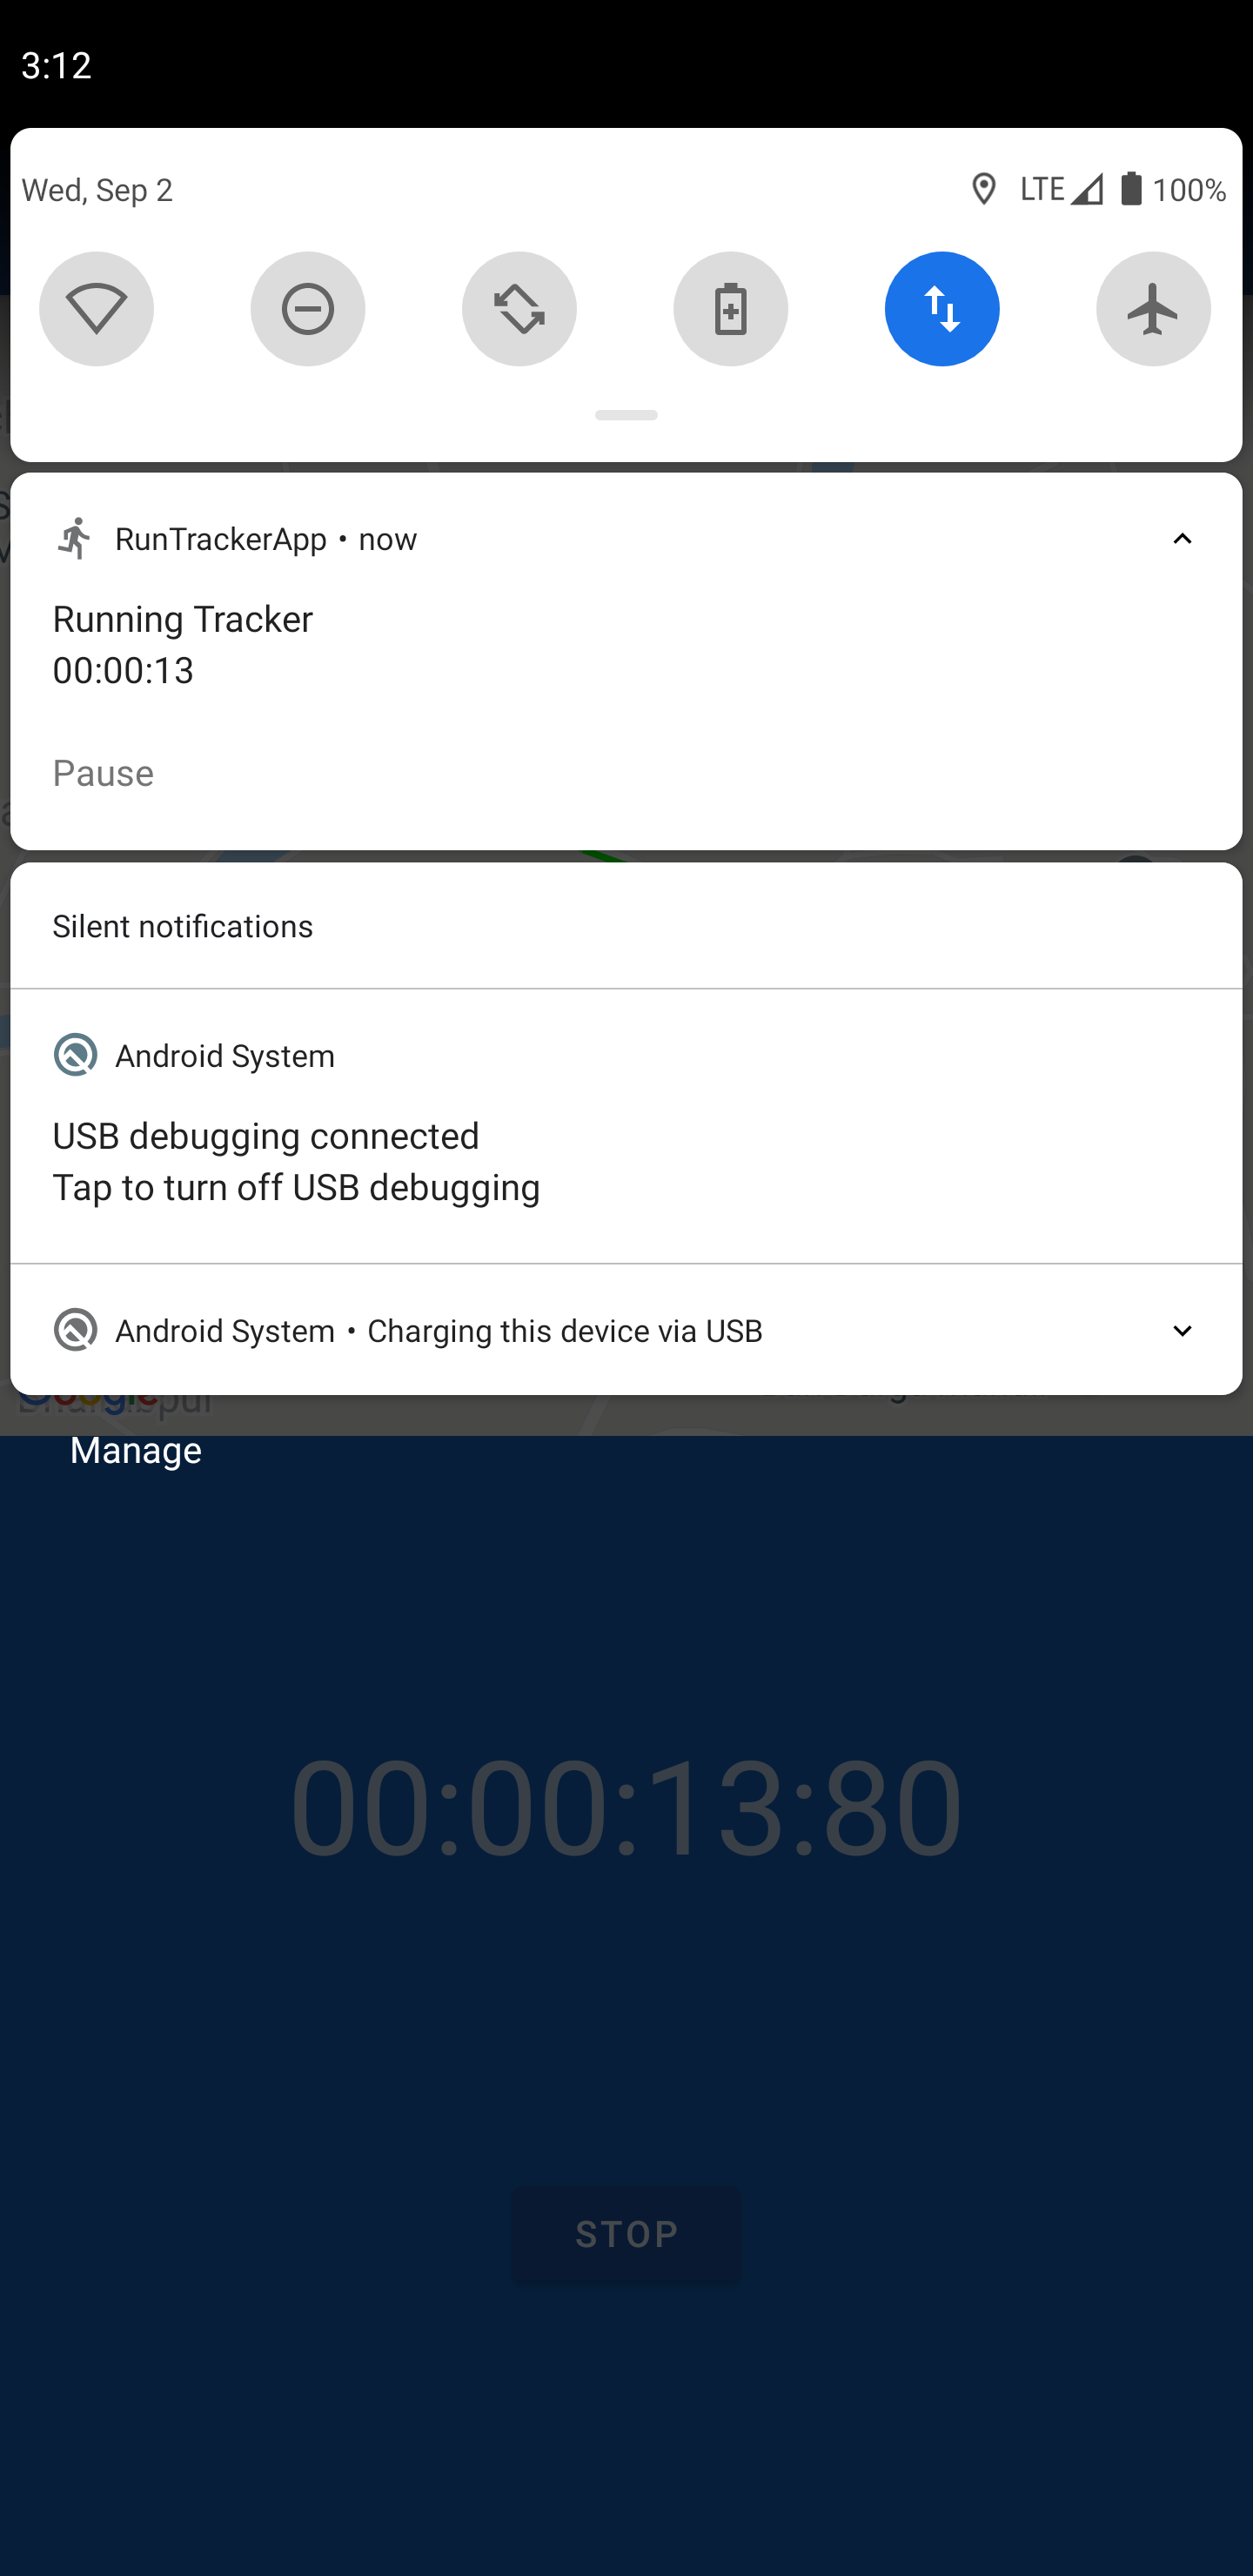 3:12
Wed, Sep 2
LTE 100%
RunTrackerApp • now
Running Tracker
00:00:13
Pause
Silent notifications
Android System
USB debugging connected
Tap to turn off USB debugging
Android System • Charging this device via USB
Google
Manage
00:00:13:80
STOP